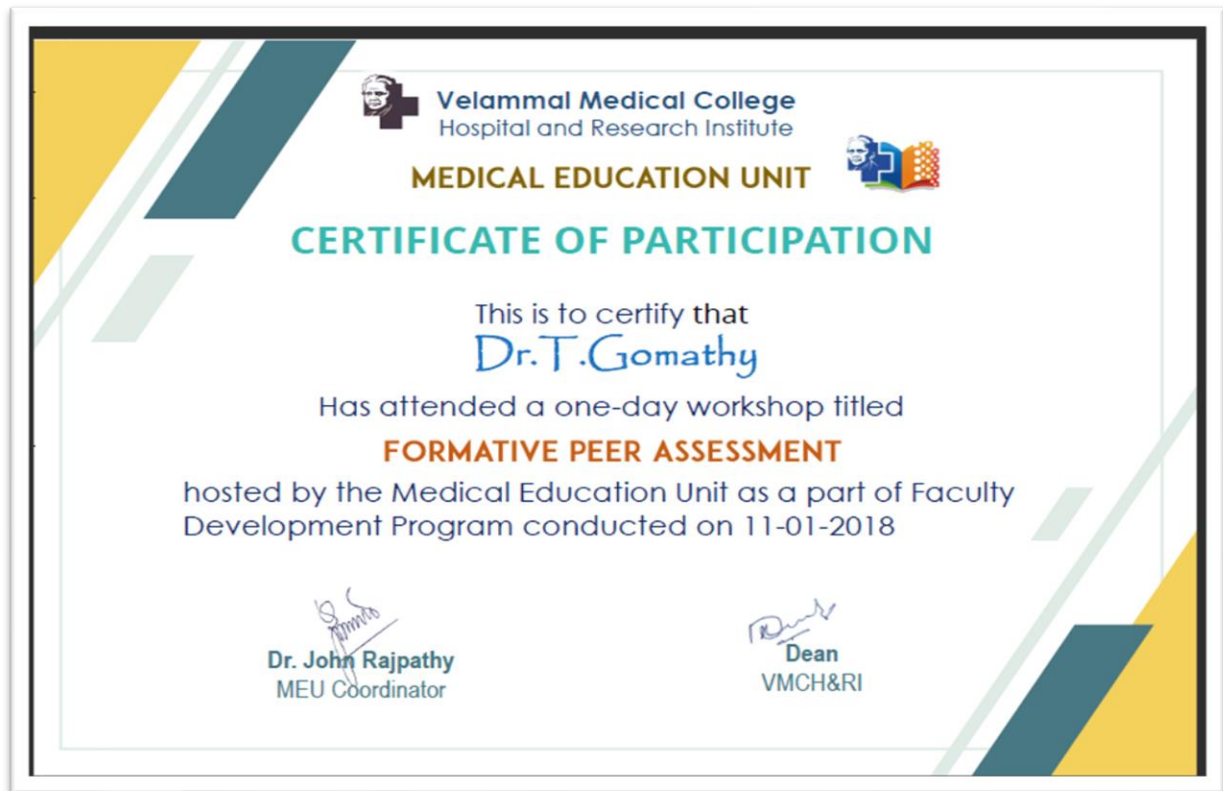 Velammal Medical College
Hospital and Research Institute
MEDICAL EDUCATION UNIT
CERTIFICATE OF PARTICIPATION
This is to certify that
Dr.T.Gomathy
Has attended a one-day workshop titled
FORMATIVE PEER ASSESSMENT
hosted by the Medical Education Unit as a part of Faculty
Development Program conducted on 11-01-2018
Dr. John Rajpathy
MEU Coordinator
Dean
VMCH&RI